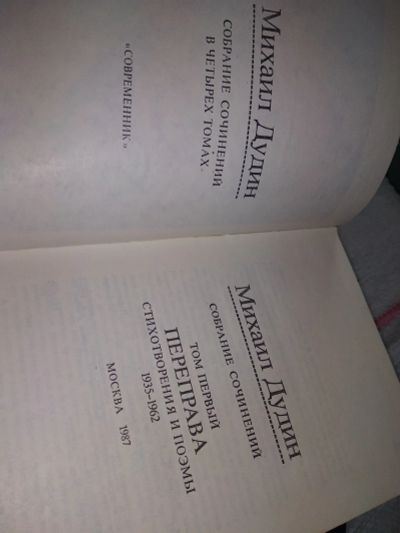 Михаил Дудин
СОБРАНИЕ СОЧИНЕНИЙ
В ЧЕТЫРЕХ ТОМАХ.
«СОВРЕМЕННИК»
Михаил Дудин
СОБРАНИЕ СОЧИНЕНИЙ
ТОМ ПЕРВЫЙ
ПЕРЕПРАВА
СТИХОТВОРЕНИЯ И ПОЭМЫ
1935–1962
МОСКВА 1987